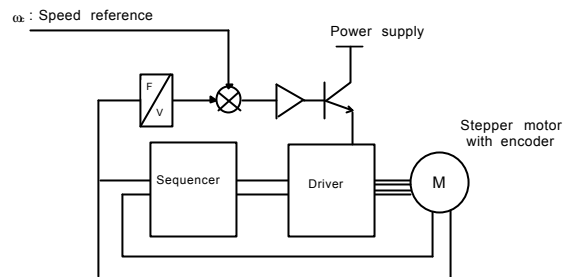 ω: Speed reference
Power supply
F
V
Stepper motor
with encoder
Sequencer
Driver
M